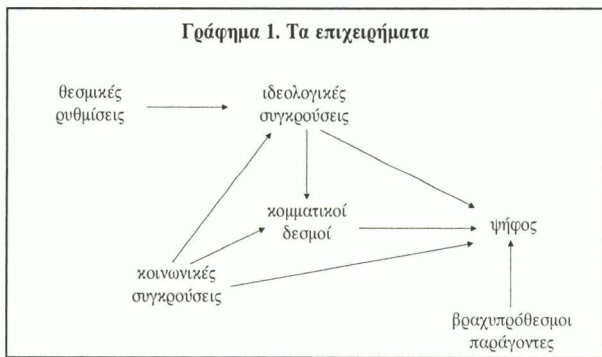 Γράφημα 1. Τα επιχειρήματα
θεσμικές
ρυθμίσεις
ιδεολογικές
συγκρούσεις
κομματικοί
δεσμοί
ψήφος
κοινωνικές
συγκρούσεις
βραχυπρόθεσμοι
παράγοντες